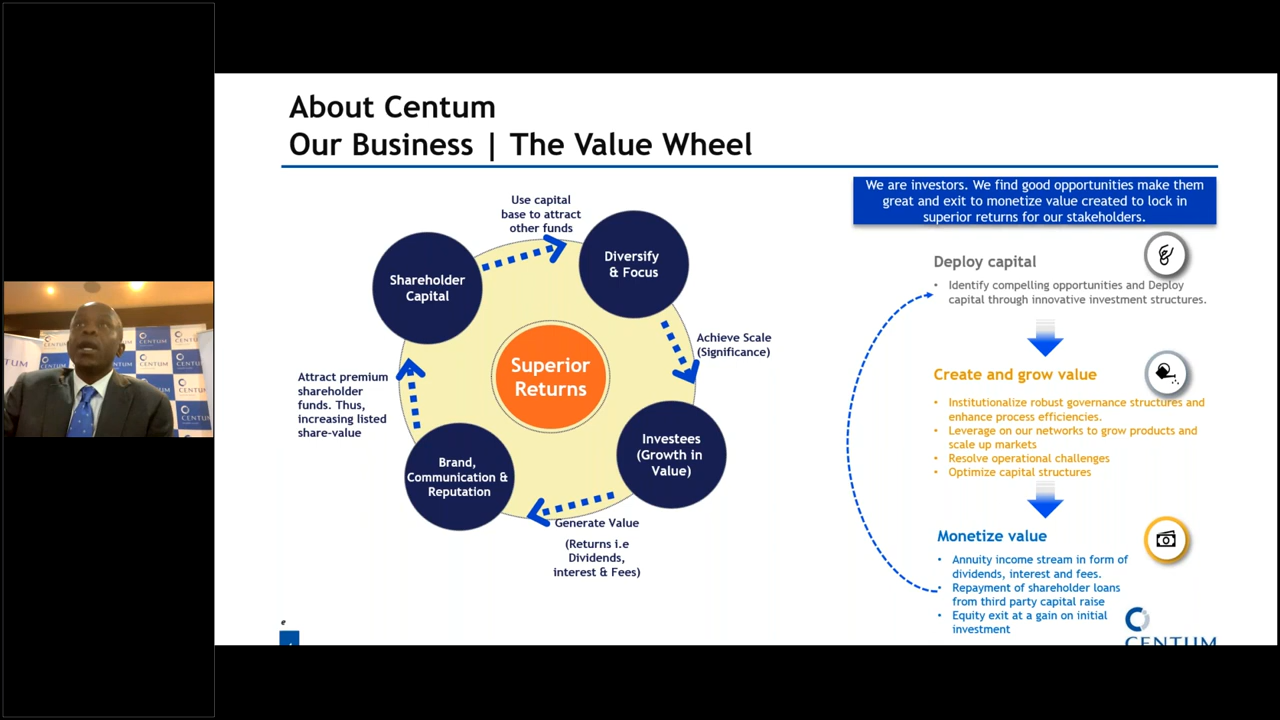 About Centum
Our Business | The Value Wheel
We are investors. We find good opportunities make them
great and exit to monetize value created to lock in
superior returns for our stakeholders.
Use capital
base to attract
other funds
Shareholder
Capital
Diversify
& Focus
Achieve Scale
(Significance)
Superior
Returns
Attract premium
shareholder
funds. Thus,
increasing listed
share-value
Investees
(Growth in
Value)
Brand,
Communication &
Reputation
Generate Value
(Returns i.e
Dividends,
interest & Fees)
Deploy capital
• Identify compelling opportunities and Deploy
capital through innovative investment structures.
Create and grow value
• Institutionalize robust governance structures and
enhance process efficiencies.
• Leverage on our networks to grow products and
scale up markets
• Resolve operational challenges
• Optimize capital structures
Monetize value
• Annuity income stream in form of
dividends, interest and fees.
• Repayment of shareholder loans
from third party capital raise
• Equity exit at a gain on initial
investment
CENTUM
e